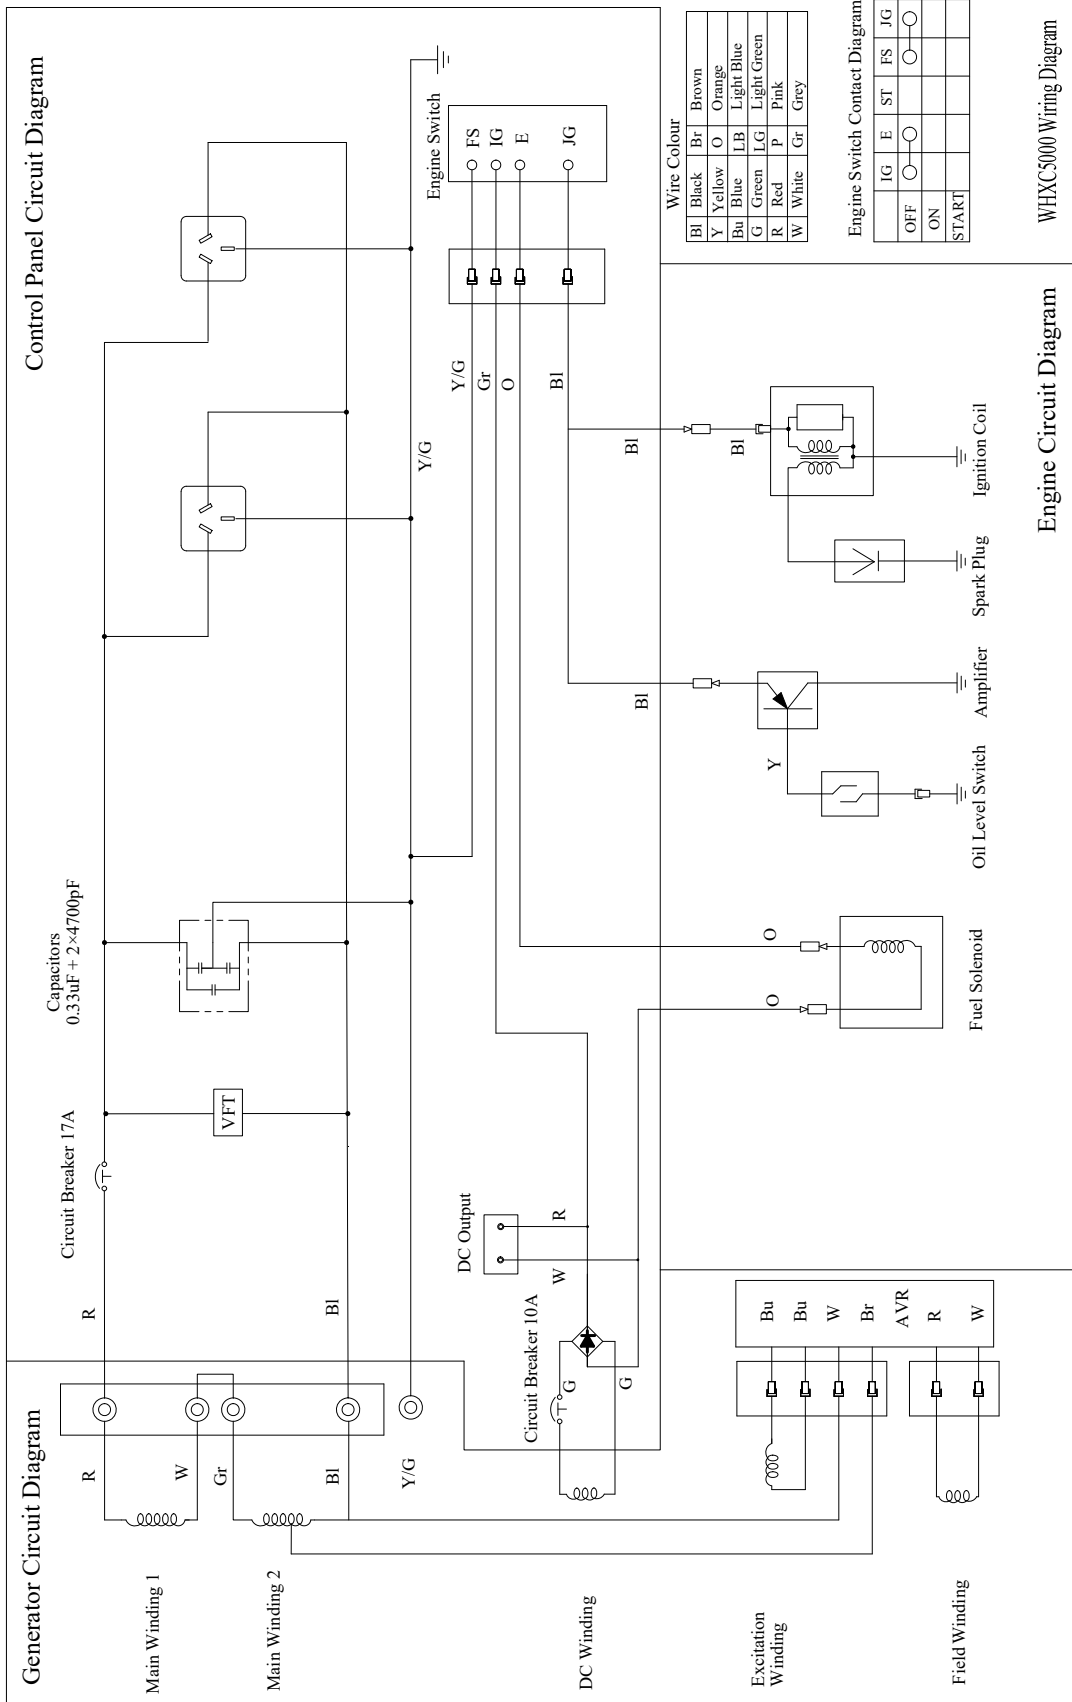 Generator Circuit Diagram
Control Panel Circuit Diagram
Main Winding 1
Main Winding 2
DC Winding
Excitation
Winding
Field Winding
R
W
Gr
Bl
Y/G
R
Bl
Circuit Breaker 17A
VFT
Capacitors
0.33uF + 2×4700pF
Y/G
Circuit Breaker 10A
G
G
DC Output
W
R
Engine Switch
FS
IG
E
JG
Y/G
Gr
O
Bl
Bu
Bu
W
Br
AVR
R
W
O
O
Fuel Solenoid
Bl
Y
Oil Level Switch
Amplifier
Spark Plug
Bl
Bl
Ignition Coil
Engine Circuit Diagram
Wire Colour
Bl Black Br Brown
Y Yellow O Orange
Bu Blue LB Light Blue
G Green LG Light Green
R Red P Pink
W White Gr Grey
Engine Switch Contact Diagram
IG E ST FS JG
OFF
ON
START
WHXC5000 Wiring Diagram